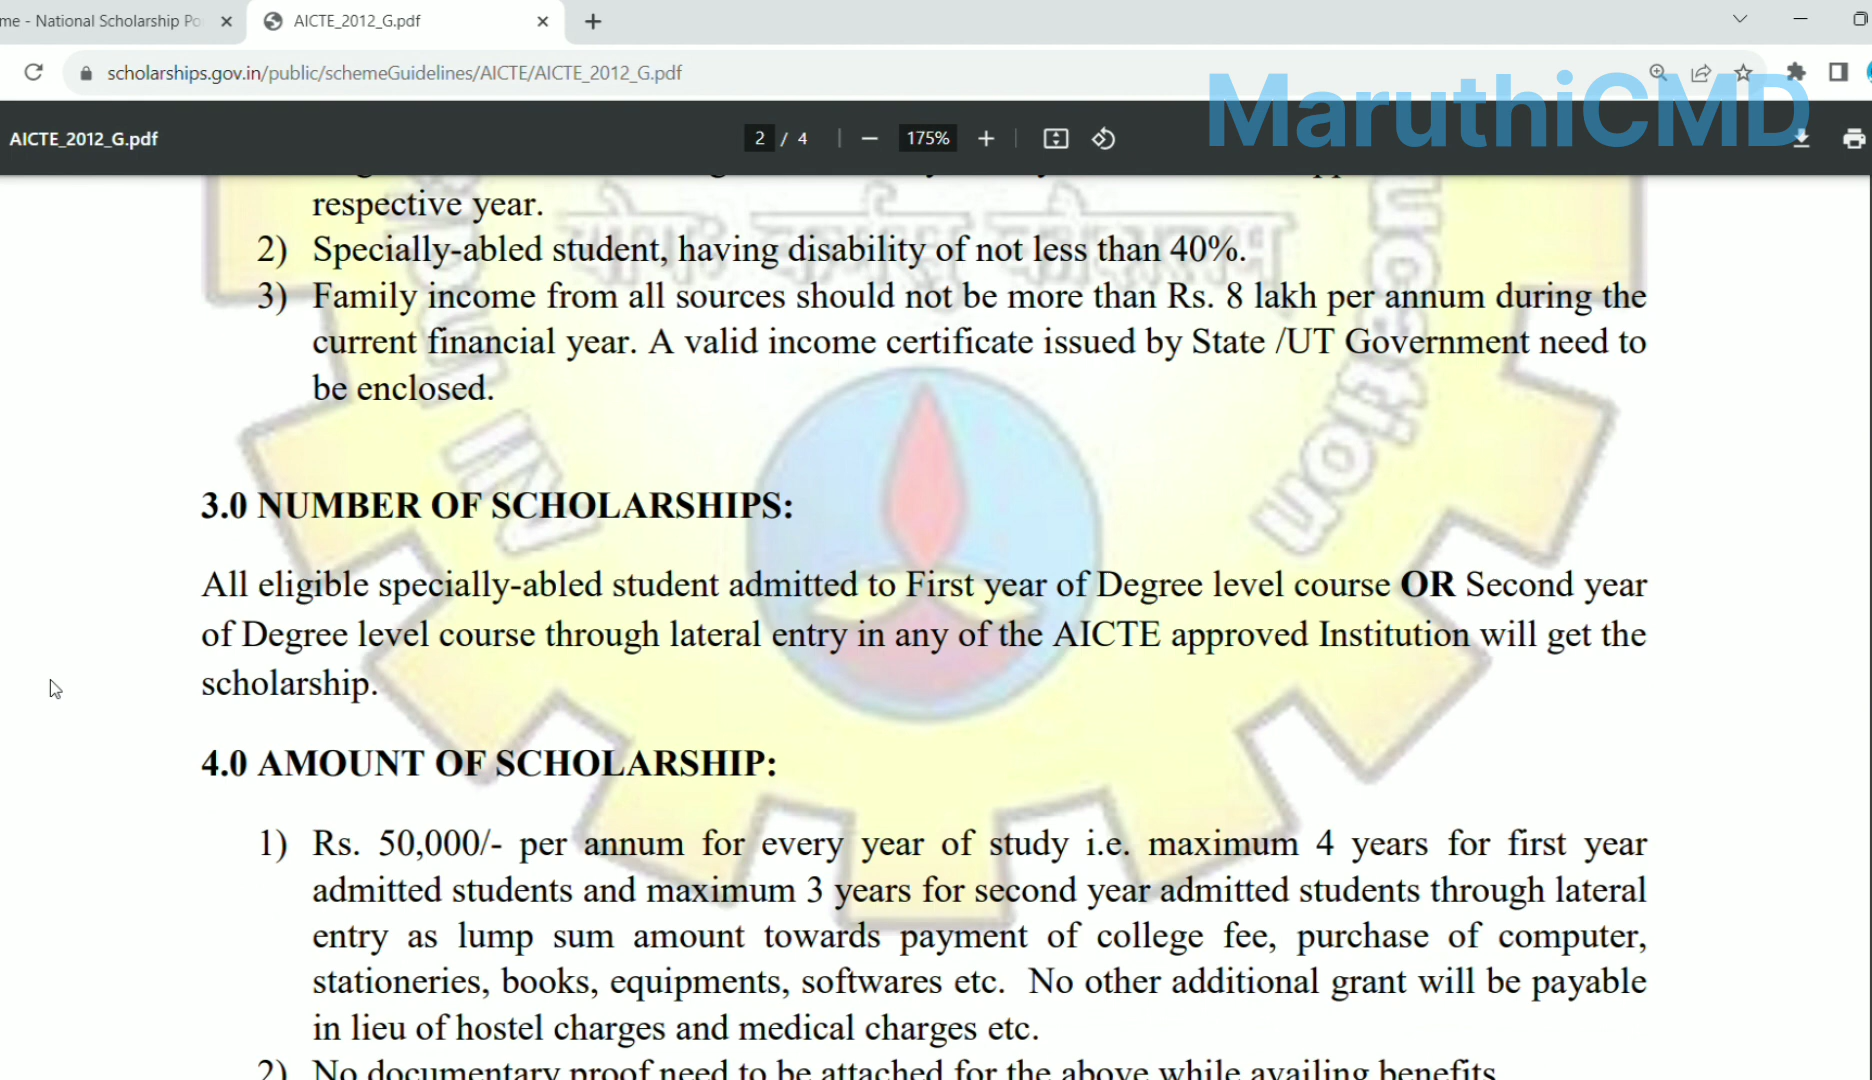 me - National Scholarship Po
AICTE_2012_G.pdf
scholarships.gov.in/public/schemeGuidelines/AICTE/AICTE_2012_G.pdf
MaruthiCMD
AICTE_2012_G.pdf
2 / 4
175%
respective year.
2) Specially-abled student, having disability of not less than 40%.
3) Family income from all sources should not be more than Rs. 8 lakh per annum during the
current financial year. A valid income certificate issued by State /UT Government need to
be enclosed.
3.0 NUMBER OF SCHOLARSHIPS:
All eligible specially-abled student admitted to First year of Degree level course OR Second year
of Degree level course through lateral entry in any of the AICTE approved Institution will get the
scholarship.
4.0 AMOUNT OF SCHOLARSHIP:
1) Rs. 50,000/- per annum for every year of study i.e. maximum 4 years for first year
admitted students and maximum 3 years for second year admitted students through lateral
entry as lump sum amount towards payment of college fee, purchase of computer,
stationeries, books, equipments, softwares etc. No other additional grant will be payable
in lieu of hostel charges and medical charges etc.
2) No documentary proof need to be attached for the above while availing benefits